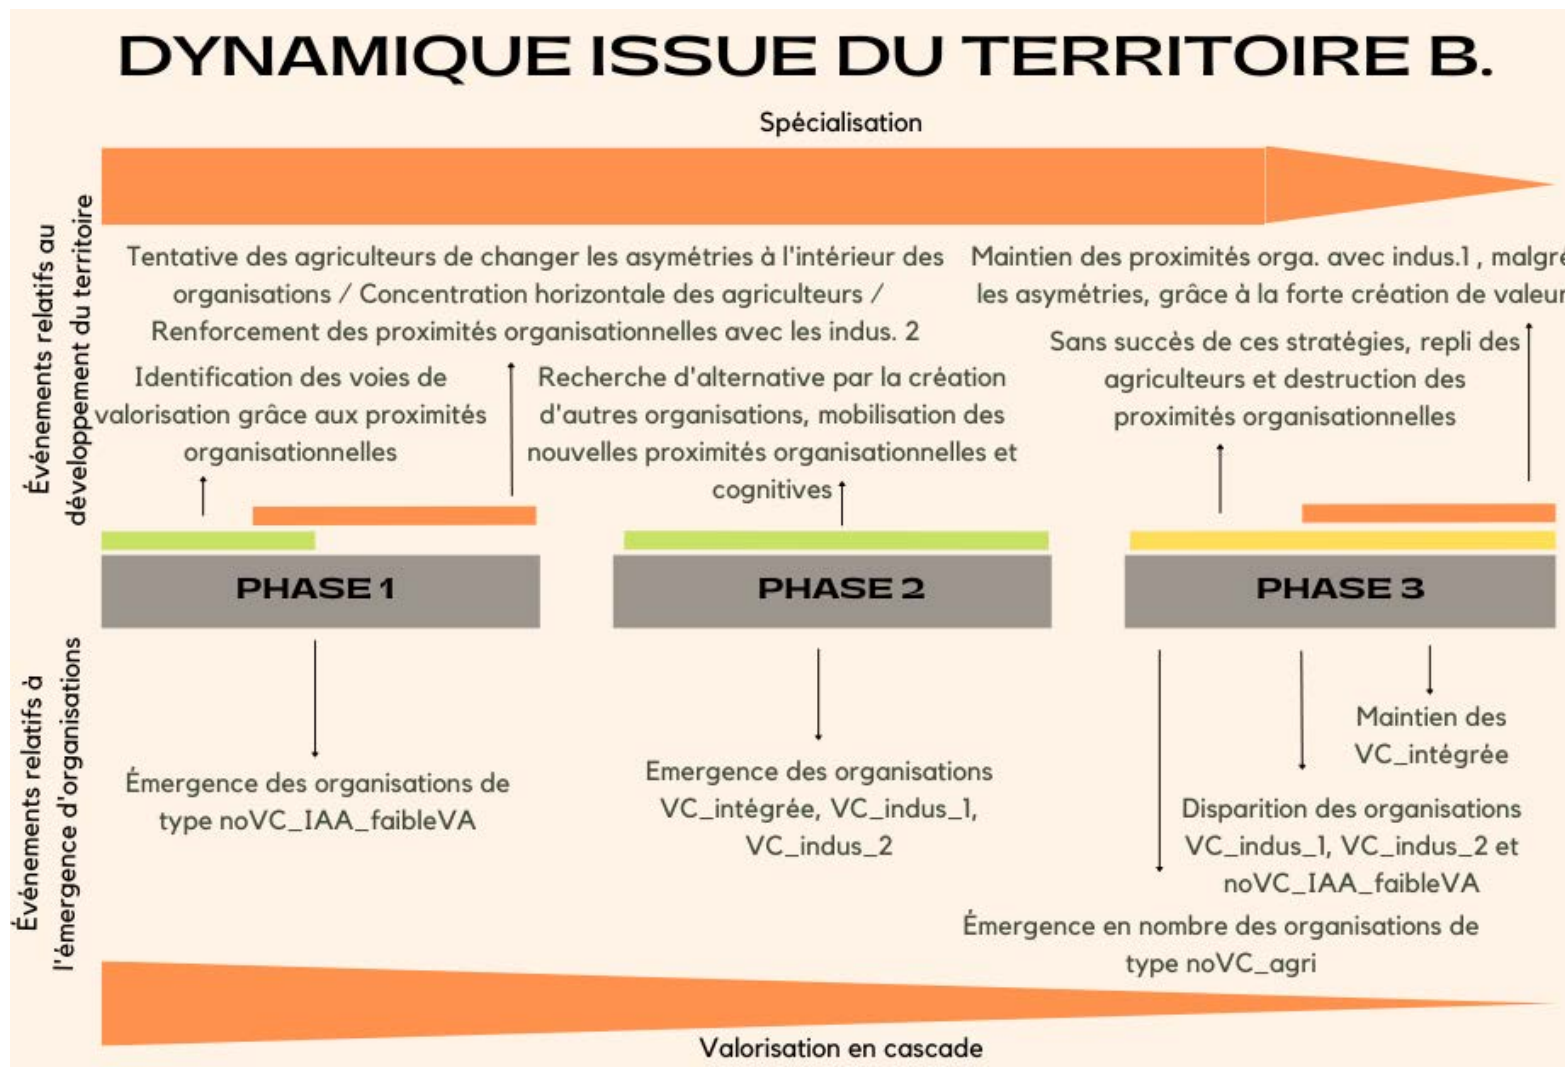 DYNAMIQUE ISSUE DU TERRITOIRE B.
Spécialisation
Événements relatifs au
développement du territoire
Tentative des agriculteurs de changer les asymétries à l'intérieur des
organisations / Concentration horizontale des agriculteurs /
Renforcement des proximités organisationnelles avec les indus. 2
Maintien des proximités orga. avec indus.1 , malgré
les asymétries, grâce à la forte création de valeur
Identification des voies de
valorisation grâce aux proximités
organisationnelles
Recherche d'alternative par la création
d'autres organisations, mobilisation des
nouvelles proximités organisationnelles et
cognitives
Sans succès de ces stratégies, repli des
agriculteurs et destruction des
proximités organisationnelles
PHASE 1
PHASE 2
PHASE 3
Événements relatifs à
l'émergence d'organisations
Émergence des organisations de
type noVC_IAA_faibleVA
Emergence des organisations
VC_intégrée, VC_indus_1,
VC_indus_2
Maintien des
VC_intégrée
Disparition des organisations
VC_indus_1, VC_indus_2 et
noVC_IAA_faibleVA
Émergence en nombre des organisations de
type noVC_agri
Valorisation en cascade